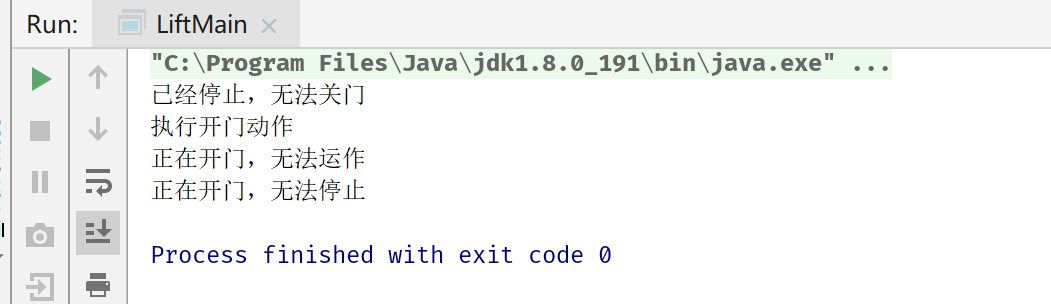 Run: LiftMain
"C:\Program Files\Java\jdk1.8.0_191\bin\java.exe" ...
已经停止，无法关门
执行开门动作
正在开门，无法运作
正在开门，无法停止
Process finished with exit code 0